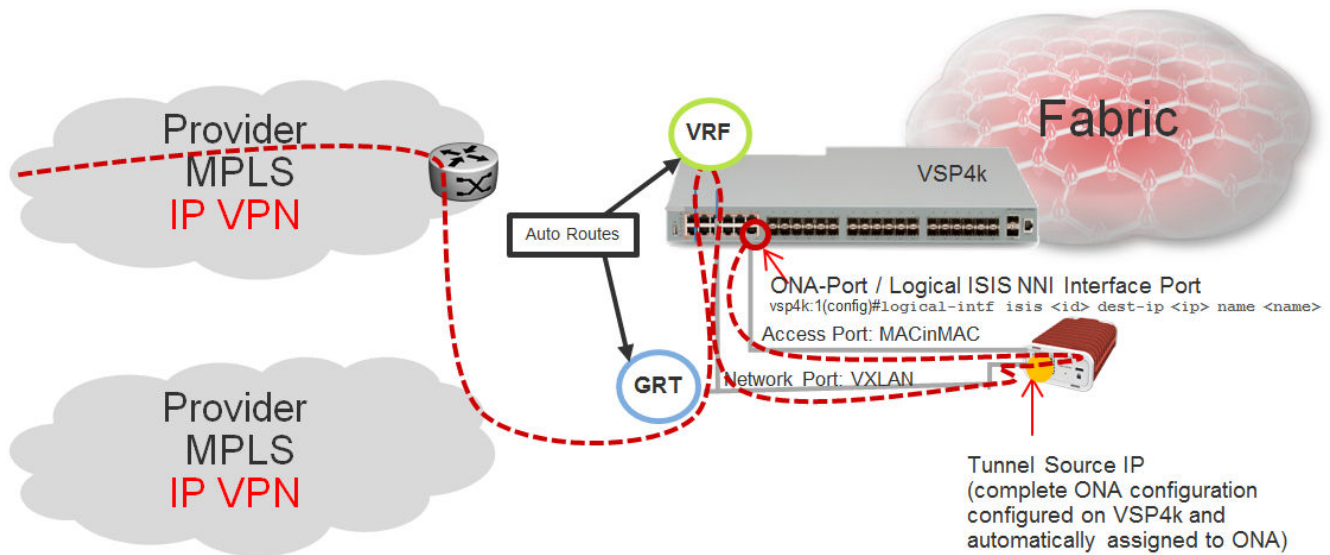 Provider
MPLS
IP VPN
VRF
VSP4k
Fabric
Auto Routes
ONA-Port / Logical ISIS NNI Interface Port
vsp4k:1(config)#logical-intf isis <id> dest-ip <ip> name <name>
Access Port: MACinMAC
GRT
Network Port: VXLAN
Provider
MPLS
IP VPN
Tunnel Source IP
(complete ONA configuration
configured on VSP4k and
automatically assigned to ONA)